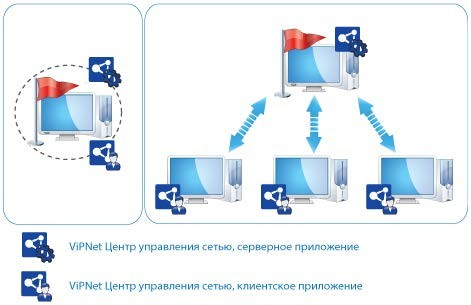 ViPNet Центр управления сетью, серверное приложение
ViPNet Центр управления сетью, клиентское приложение